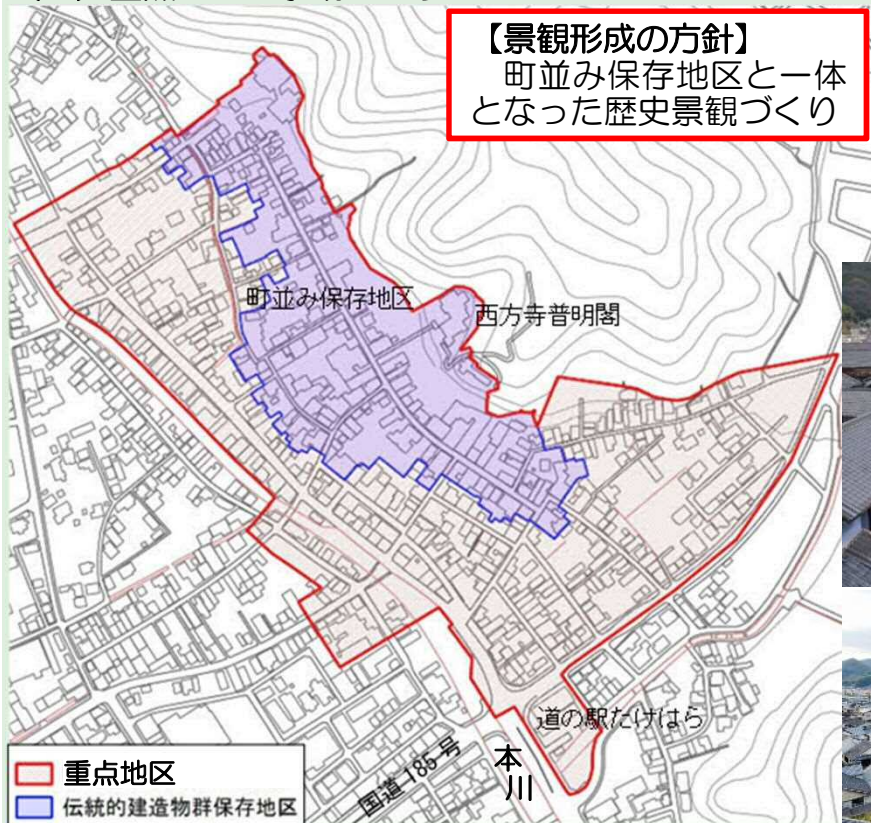 【景観形成の方針】
町並み保存地区と一体
となった歴史景観づくり
町並み保存地区
西方寺普明閣
道の駅たけはら
本川
国道185号
重点地区
伝統的建造物群保存地区